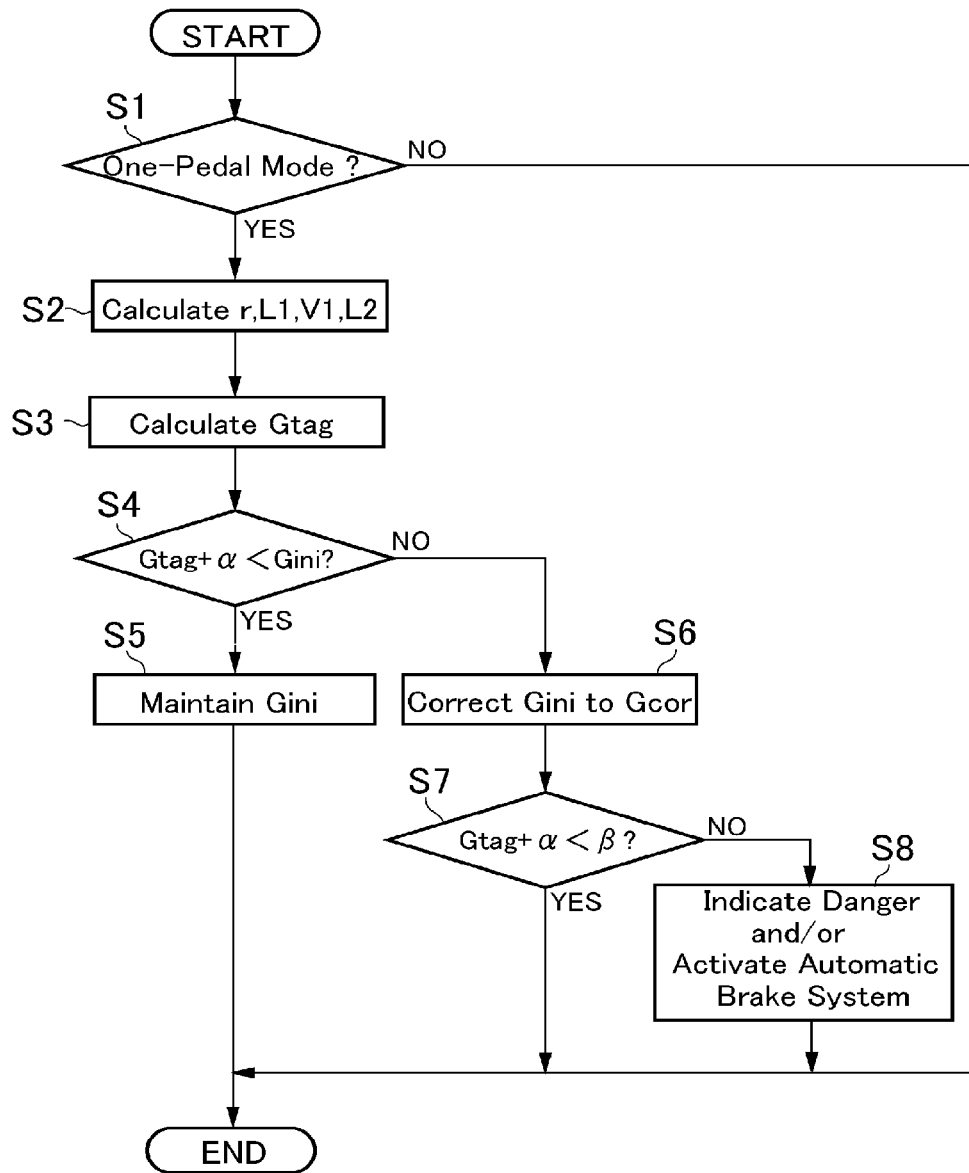 START
S1
One-Pedal Mode ?
NO
YES
S2
Calculate r,L1,V1,L2
S3
Calculate Gtag
S4
Gtag+ α <Gini?
NO
YES
S5
Maintain Gini
S6
Correct Gini to Gcor
S7
Gtag+ α < β ?
NO
YES
S8
Indicate Danger
and/or
Activate Automatic
Brake System
END